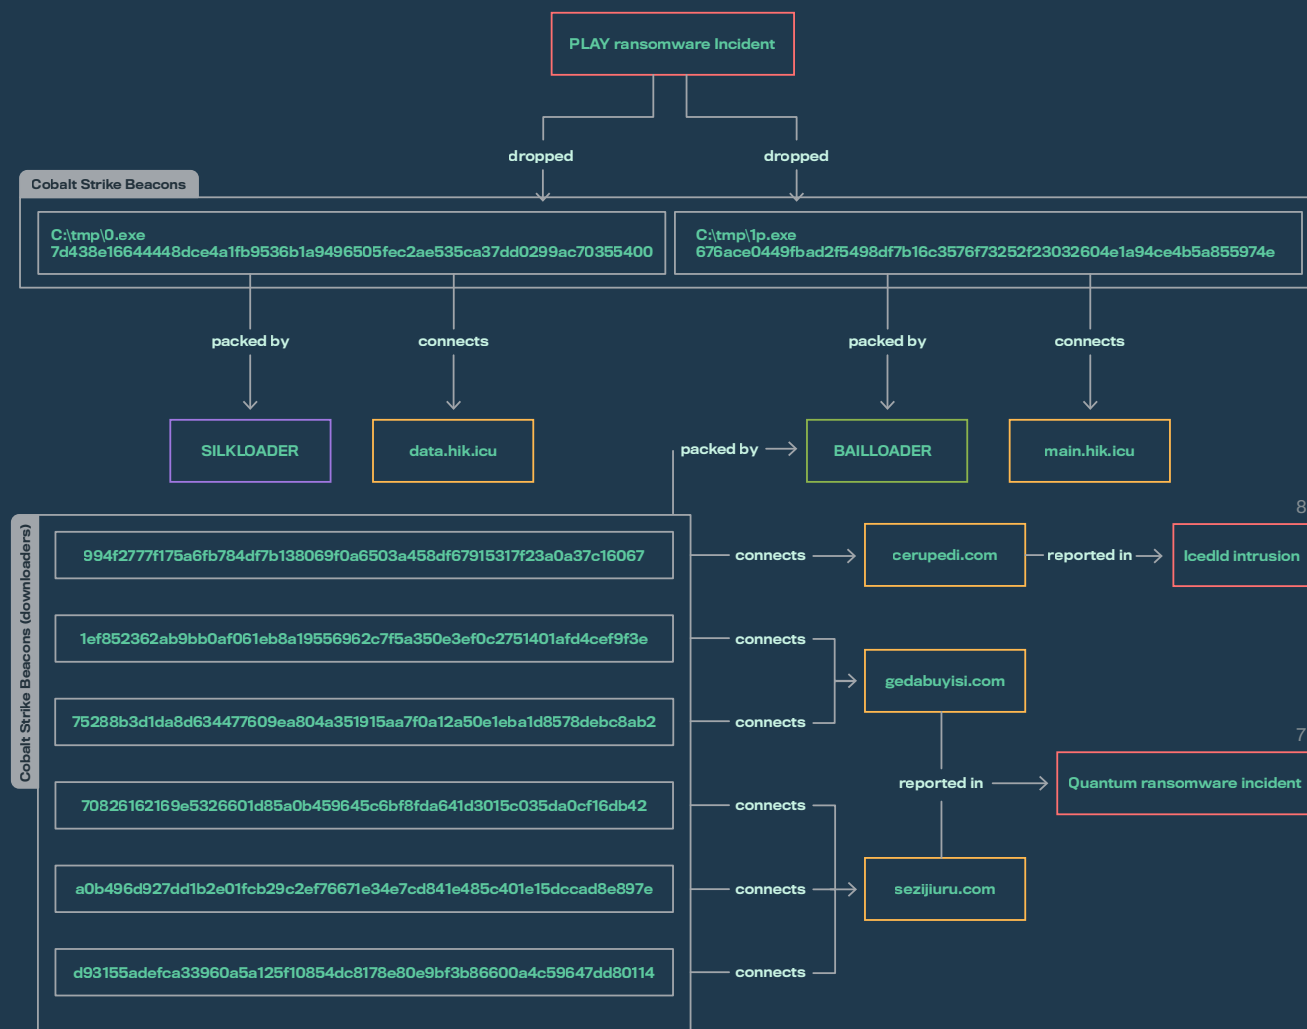 PLAY ransomware Incident
dropped
dropped
Cobalt Strike Beacons
C:\tmp\0.exe
7d438e16644448dce4a1fb9536b1a9496505fec2ae535ca37dd0299ac70355400
C:\tmp\1p.exe
676ace0449fbad2f5498df7b16c3576f73252f23032604e1a94ce4b5a855974e
packed by
connects
packed by
connects
SILKLOADER
data.hik.icu
packed by
BAILLOADER
main.hik.icu
Cobalt Strike Beacons (downloaders)
8
994f2777f175a6fb784df7b138069f0a6503a458df67915317f23a0a37c16067
connects
cerupedi.com
reported in
IcedId intrusion
1ef852362ab9bb0af061eb8a19556962c7f5a350e3ef0c2751401afd4cef9f3e
connects
gedabuyisi.com
75288b3d1da8d634477609ea804a351915aa7f0a12a50e1eba1d8578debc8ab2
connects
7
reported in
Quantum ransomware incident
70826162169e5326601d85a0b459645c6bf8fda641d3015c035da0cf16db42
connects
a0b496d927dd1b2e01fcb29c2ef76671e34e7cd841e485c401e15dccad8e897e
connects
sezijiuru.com
d93155adefca33960a5a125f10854dc8178e80e9bf3b86600a4c59647dd80114
connects